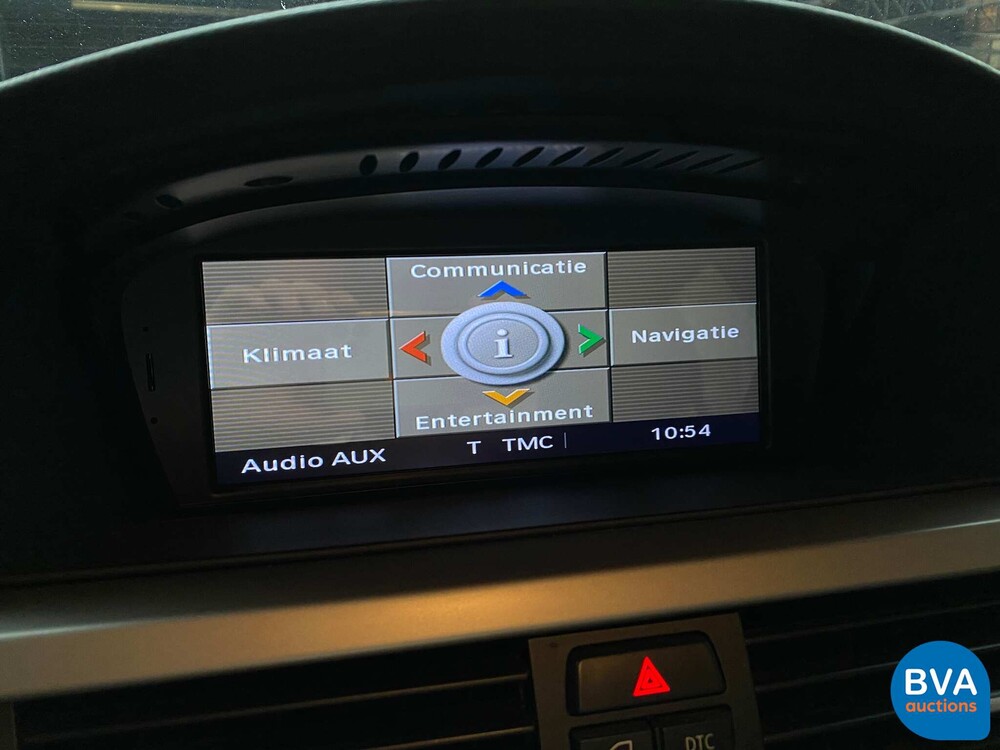 Communicatie
Klimaat
i
Navigatie
Entertainment
Audio AUX
T TMC
10:54
DTC
BVA
auctions